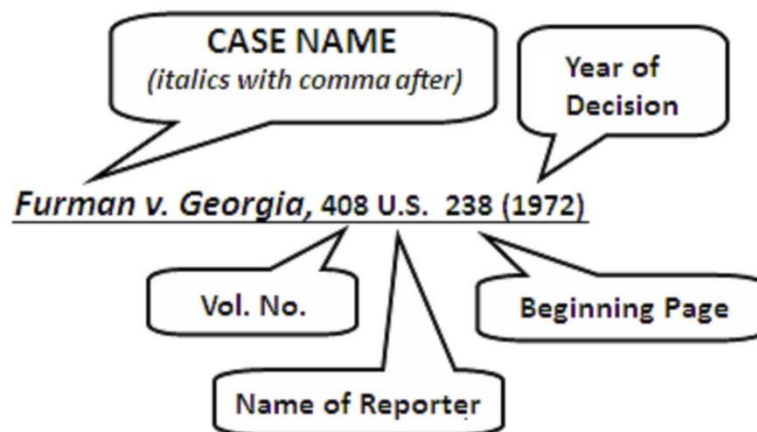 CASE NAME
(italics with comma after)
Year of
Decision
Furman v. Georgia, 408 U.S. 238 (1972)
Vol. No.
Beginning Page
Name of Reporter